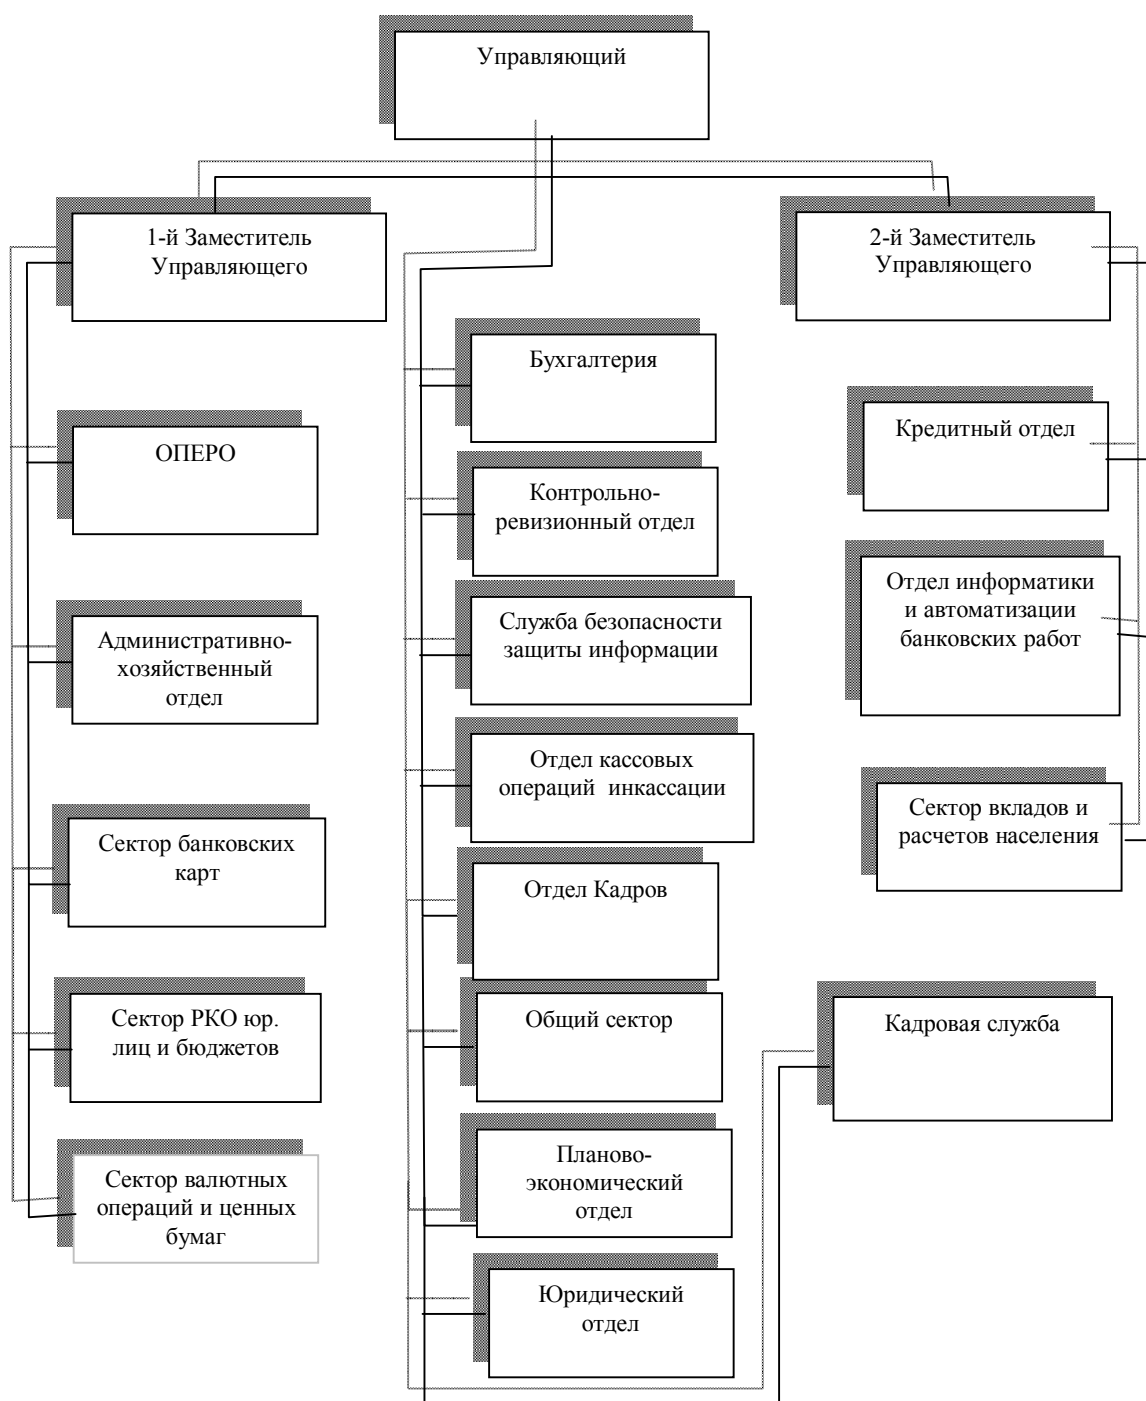 Управляющий
1-й Заместитель
Управляющего
2-й Заместитель
Управляющего
Бухгалтерия
Кредитный отдел
ОПЕРО
Контрольно-
ревизионный отдел
Отдел информатики
и автоматизации
банковских работ
Служба безопасности
защиты информации
Административно-
хозяйственный
отдел
Отдел кассовых
операций инкассации
Сектор вкладов и
расчетов населения
Сектор банковских
карт
Отдел Кадров
Сектор РКО юр.
лиц и бюджетов
Общий сектор
Кадровая служба
Планово-
экономический
отдел
Сектор валютных
операций и ценных
бумаг
Юридический
отдел